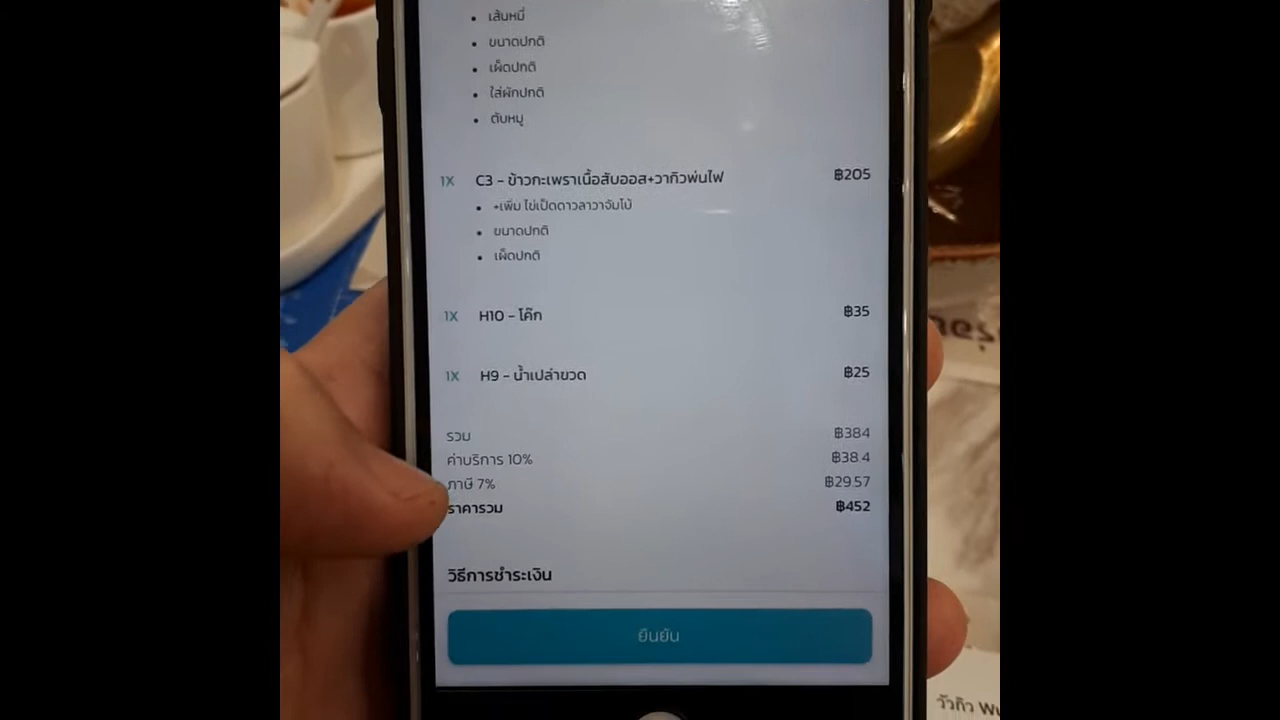 เส้นหมี่
ขนาดปกติ
เผ็ดปกติ
ใส่ผักปกติ
ตับหมู
1X C3 - ข้าวกะเพราเนื้อสับออส+วากิวพ่นไฟ ฿205
+เพิ่ม ไข่เป็ดดาวลาวาจัมโบ้
ขนาดปกติ
เผ็ดปกติ
1X H10 - โค๊ก ฿35
1X H9 - น้ำเปล่าขวด ฿25
รวม ฿384
ค่าบริการ 10% ฿38.4
ภาษี 7% ฿29.57
ราคารวม ฿452
วิธีการชำระเงิน
ยืนยัน
วัวกิว